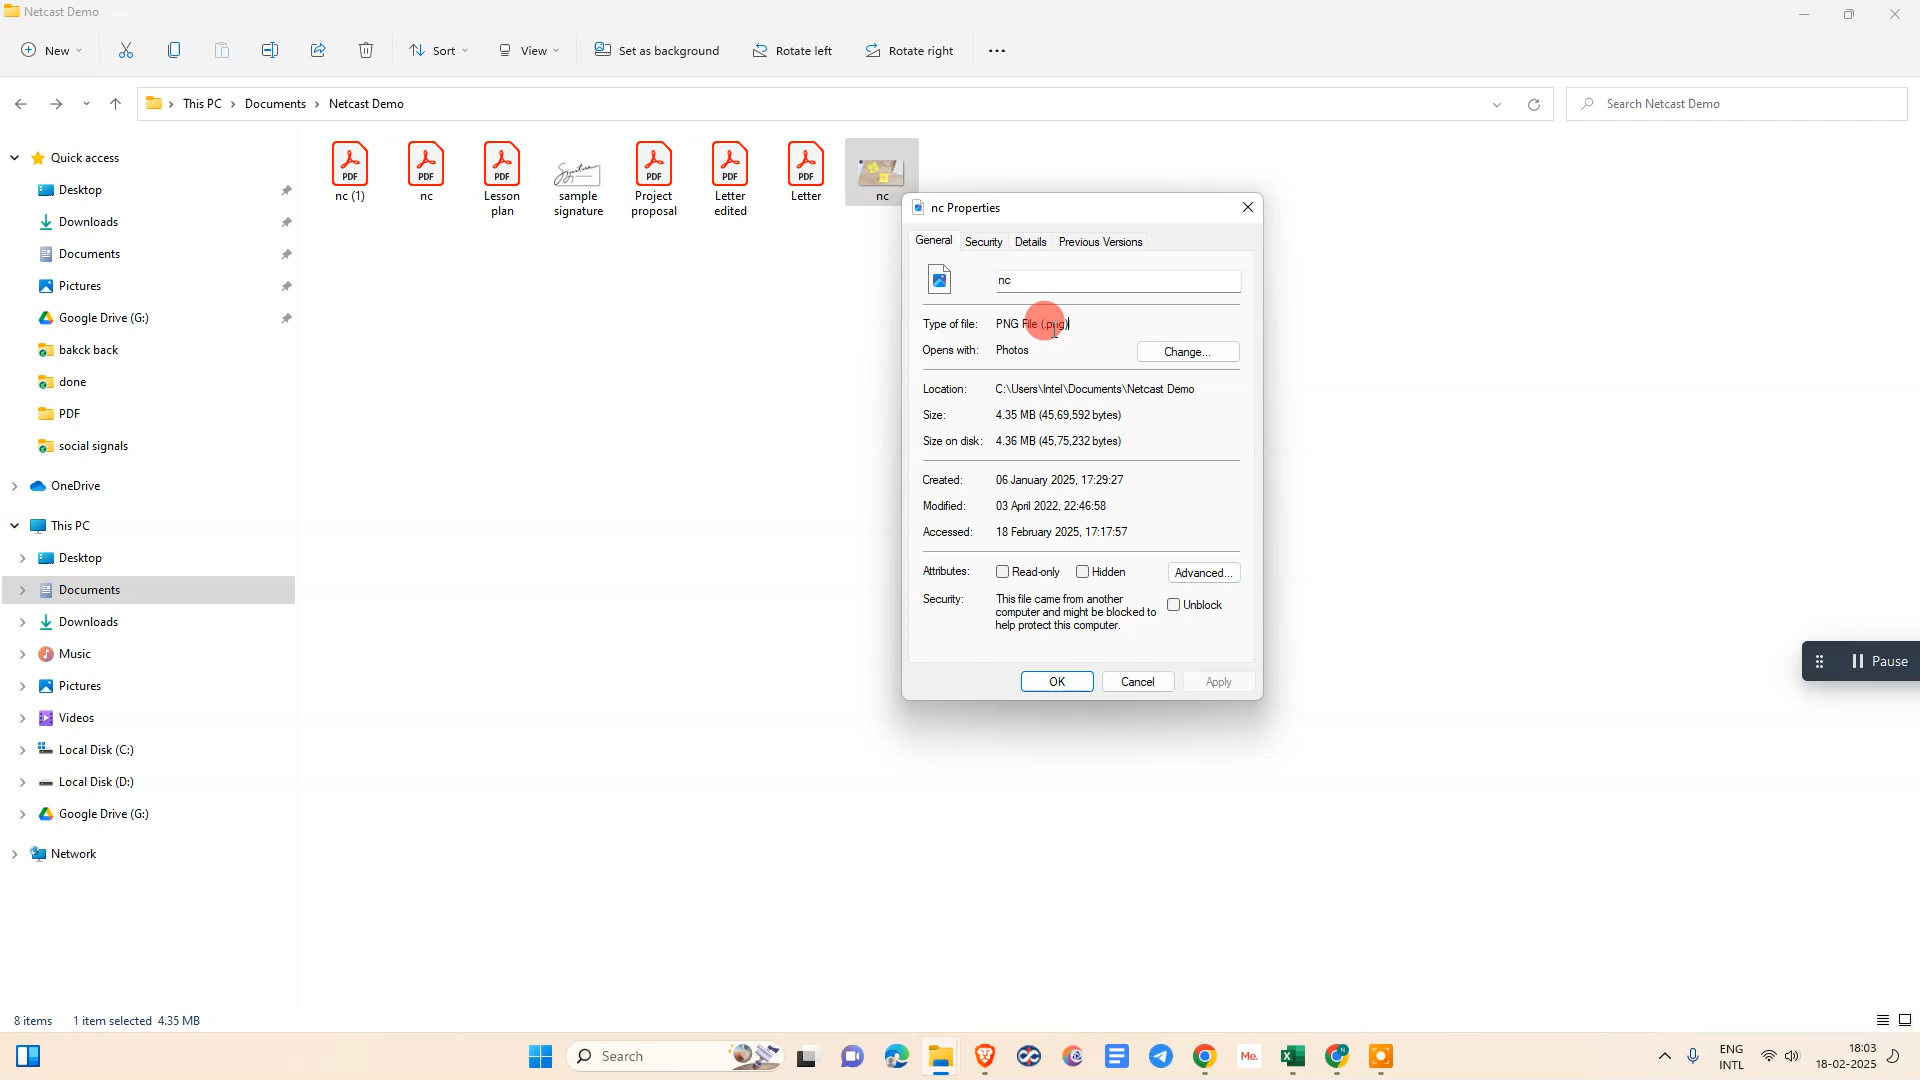 Netcast Demo
New
Sort
View
Set as background
Rotate left
Rotate right
This PC
Documents
Netcast Demo
Search Netcast Demo
Quick access
Desktop
Downloads
Documents
Pictures
Google Drive (G:)
bakck back
done
PDF
social signals
OneDrive
This PC
Desktop
Documents
Downloads
Music
Pictures
Videos
Local Disk (C:)
Local Disk (D:)
Google Drive (G:)
Network
PDF
nc (1)
PDF
nc
PDF
Lesson
plan
Signature
sample
signature
PDF
Project
proposal
PDF
Letter
edited
PDF
Letter
nc
nc Properties
General
Security
Details
Previous Versions
nc
Type of file: PNG File (.png)
Opens with: Photos
Change...
Location: C:\Users\Intel\Documents\Netcast Demo
Size: 4.35 MB (45,69,592 bytes)
Size on disk: 4.36 MB (45,75,232 bytes)
Created: 06 January 2025, 17:29:27
Modified: 03 April 2022, 22:46:58
Accessed: 18 February 2025, 17:17:57
Attributes: Read-only Hidden Advanced...
Security: This file came from another
computer and might be blocked to
help protect this computer.
Unblock
OK
Cancel
Apply
Pause
8 items
1 item selected 4.35 MB
Search
Me.
ENG
INTL
18:03
18-02-2025